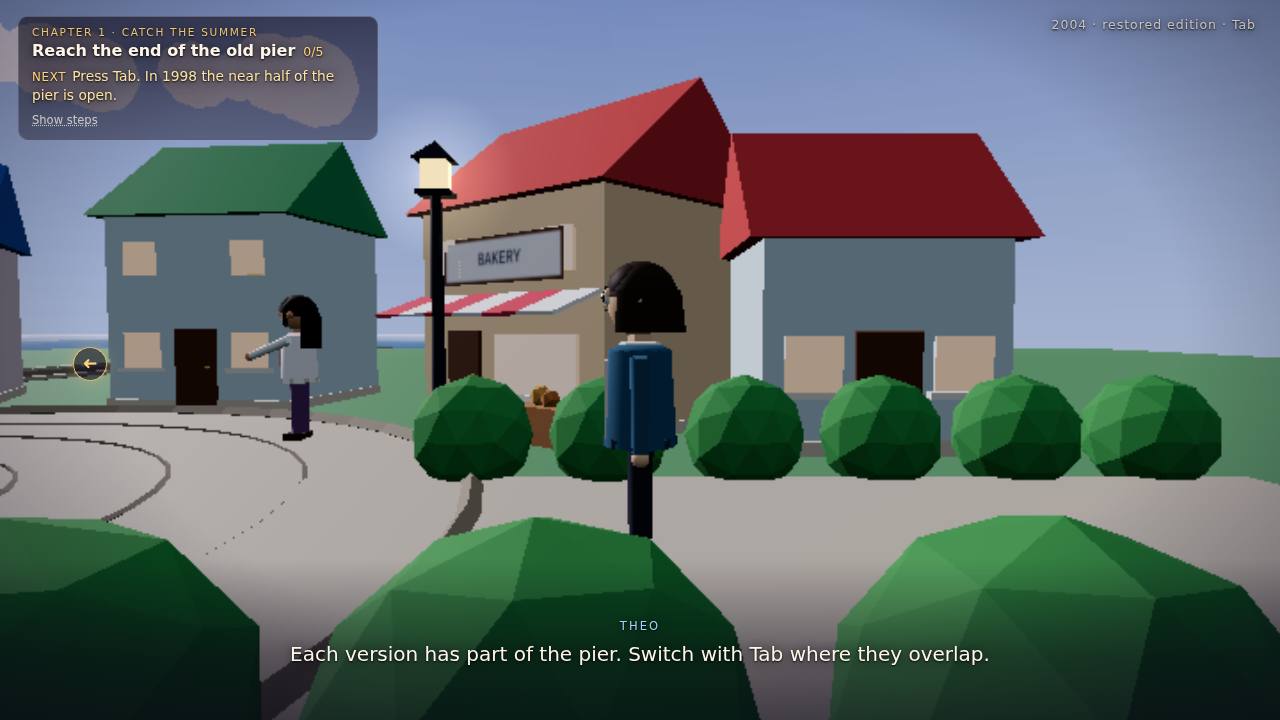 CHAPTER 1 · CATCH THE SUMMER
Reach the end of the old pier 0/5
NEXT Press Tab. In 1998 the near half of the
pier is open.
Show steps
2004 · restored edition · Tab
BAKERY
THEO
Each version has part of the pier. Switch with Tab where they overlap.